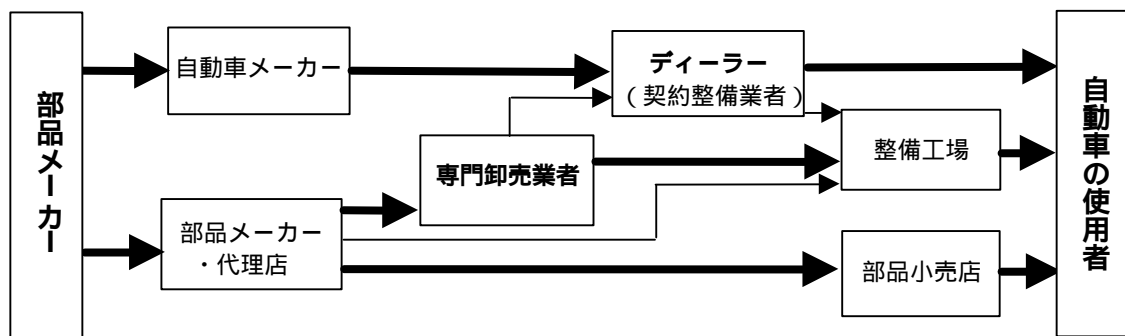 部品メーカー
自動車メーカー
ディーラー
（契約整備業者）
専門卸売業者
整備工場
部品メーカー
・代理店
部品小売店
自動車の使用者